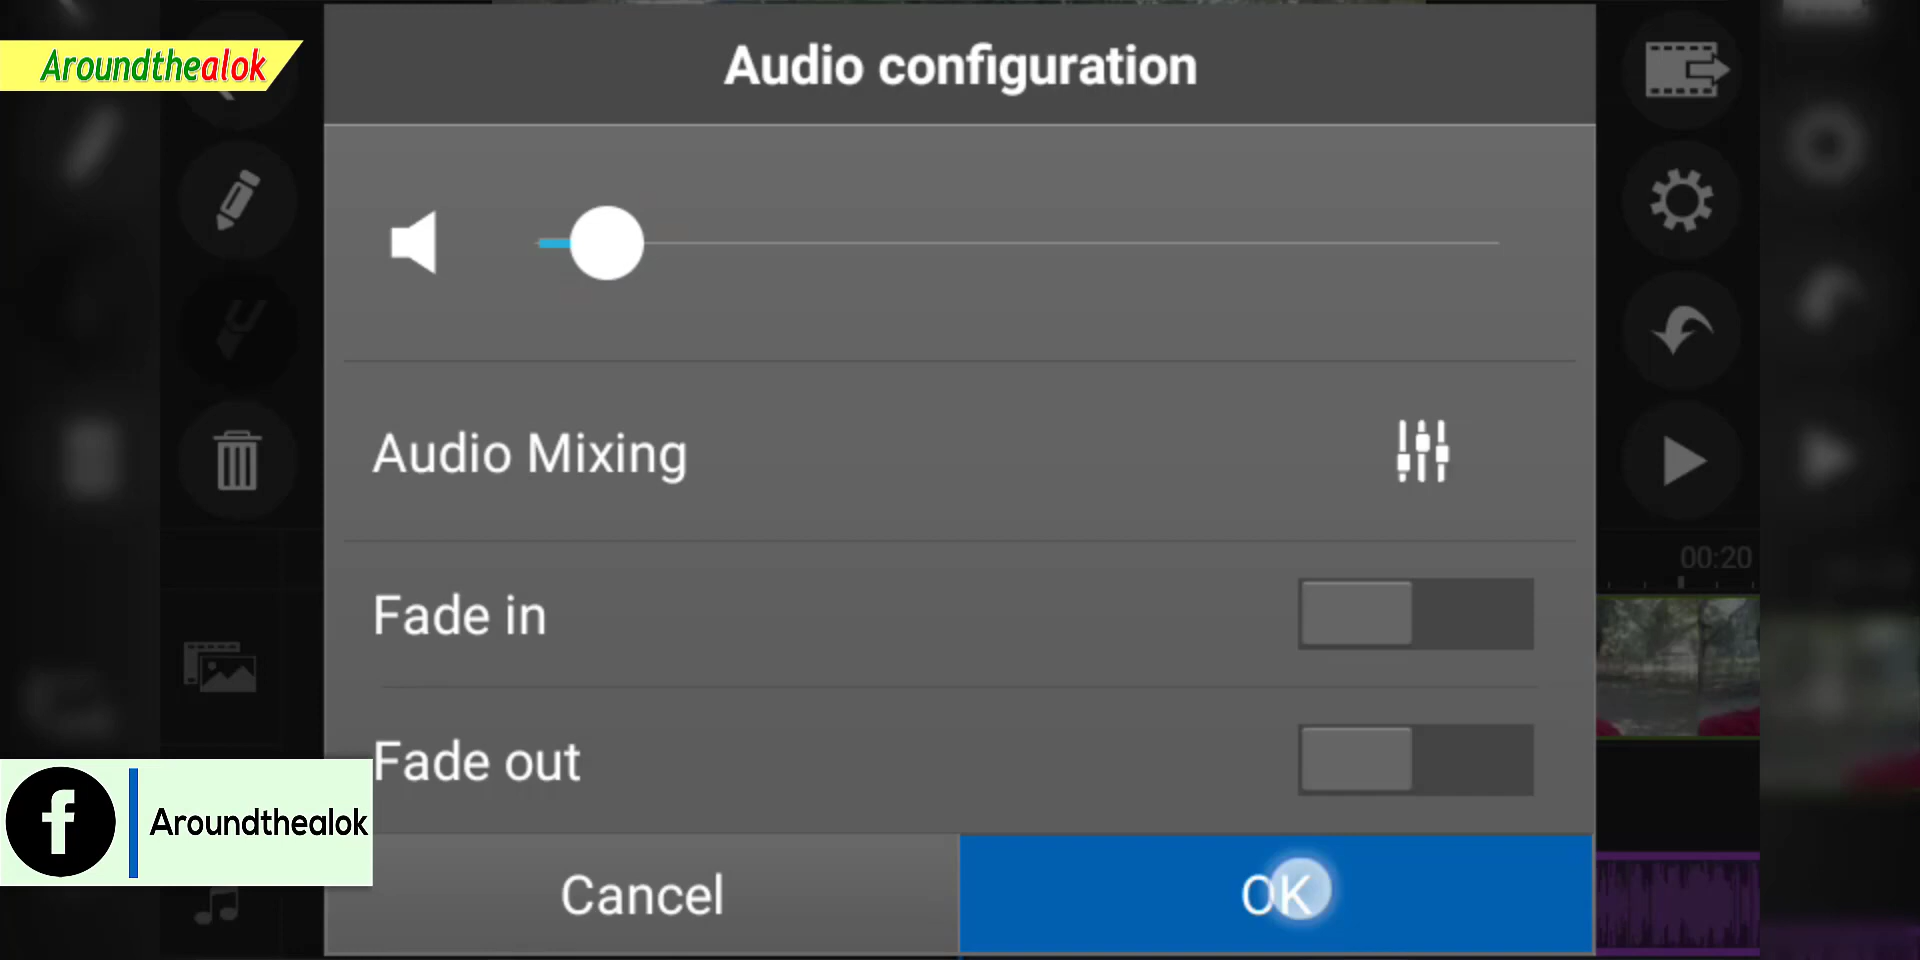 Aroundthealok
Audio configuration
Audio Mixing
00:20
Fade in
Fade out
f
Aroundthealok
Cancel
OK